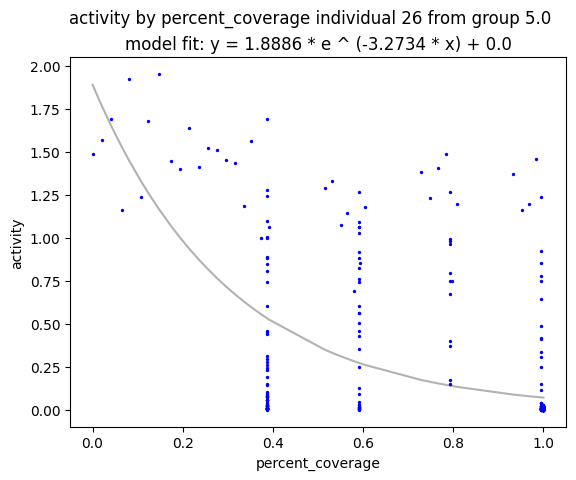 activity by percent_coverage individual 26 from group 5.0
model fit: y = 1.8886 * e ^ (-3.2734 * x) + 0.0
2.00
1.75
1.50
1.25
1.00
0.75
0.50
0.25
0.00
activity
0.0 0.2 0.4 0.6 0.8 1.0
percent_coverage